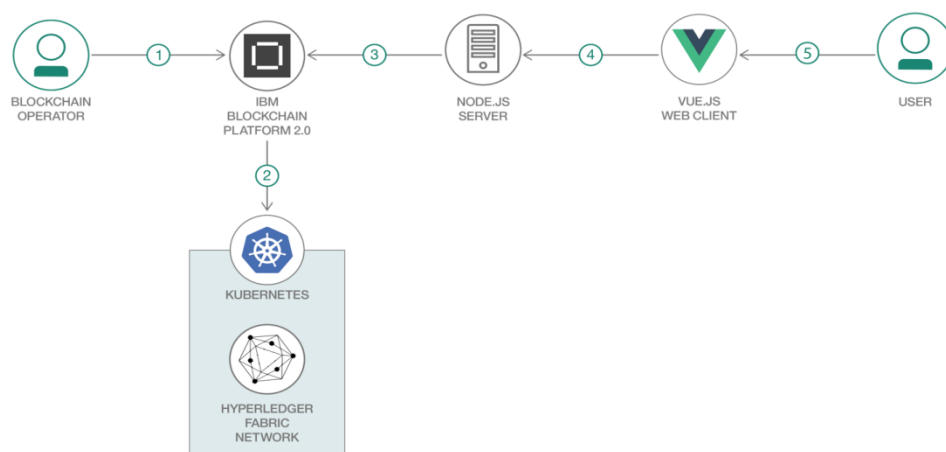 1
3
4
5
BLOCKCHAIN
OPERATOR
IBM
BLOCKCHAIN
PLATFORM 2.0
NODE.JS
SERVER
VUE.JS
WEB CLIENT
USER
2
KUBERNETES
HYPERLEDGER
FABRIC
NETWORK